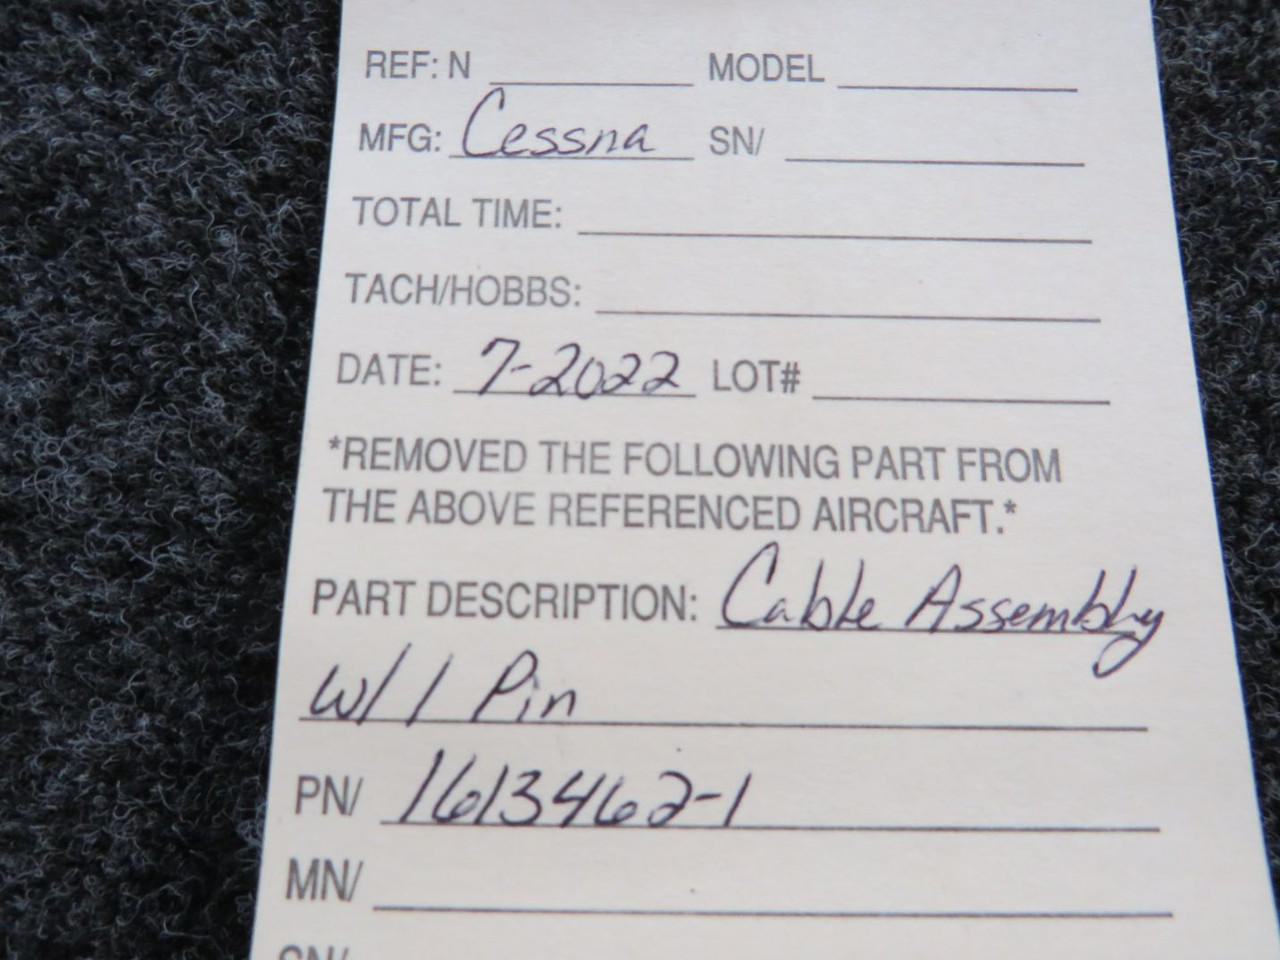 REF: N MODEL
MFG: Cessna SN/
TOTAL TIME:
TACH/HOBBS:
DATE: 7-2022 LOT#
*REMOVED THE FOLLOWING PART FROM
THE ABOVE REFERENCED AIRCRAFT.*
PART DESCRIPTION: Cable Assembly
w/ 1 Pin
PN/ 1613462-1
MN/
SN/